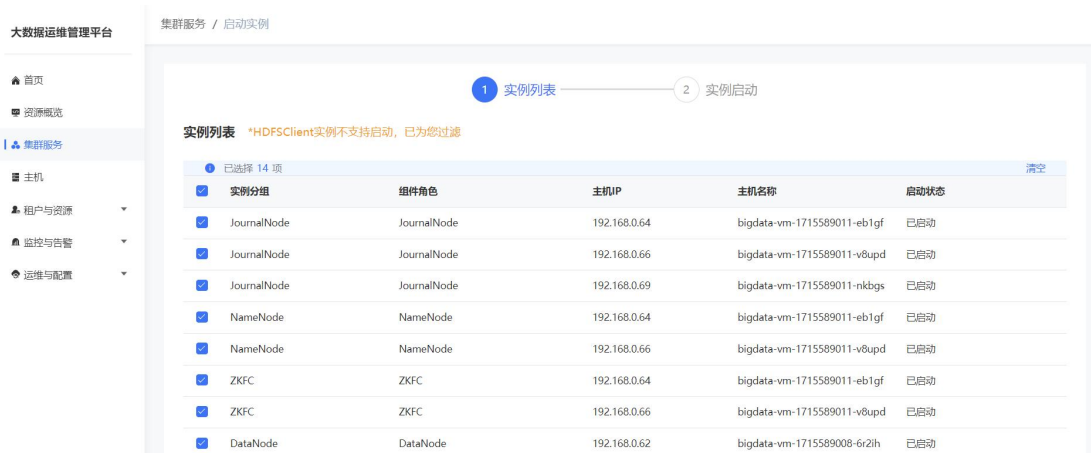 大数据运维管理平台
集群服务 / 启动实例
首页
资源概览
集群服务
主机
租户与资源
监控与告警
运维与配置
1 实例列表 2 实例启动
实例列表 *HDFSClient实例不支持启动，已为您过滤
已选择 14 项 清空
实例分组 组件角色 主机IP 主机名称 启动状态
JournalNode JournalNode 192.168.0.64 bigdata-vm-1715589011-eb1gf 已启动
JournalNode JournalNode 192.168.0.66 bigdata-vm-1715589011-v8upd 已启动
JournalNode JournalNode 192.168.0.69 bigdata-vm-1715589011-nkbgs 已启动
NameNode NameNode 192.168.0.64 bigdata-vm-1715589011-eb1gf 已启动
NameNode NameNode 192.168.0.66 bigdata-vm-1715589011-v8upd 已启动
ZKFC ZKFC 192.168.0.64 bigdata-vm-1715589011-eb1gf 已启动
ZKFC ZKFC 192.168.0.66 bigdata-vm-1715589011-v8upd 已启动
DataNode DataNode 192.168.0.62 bigdata-vm-1715589008-6r2ih 已启动